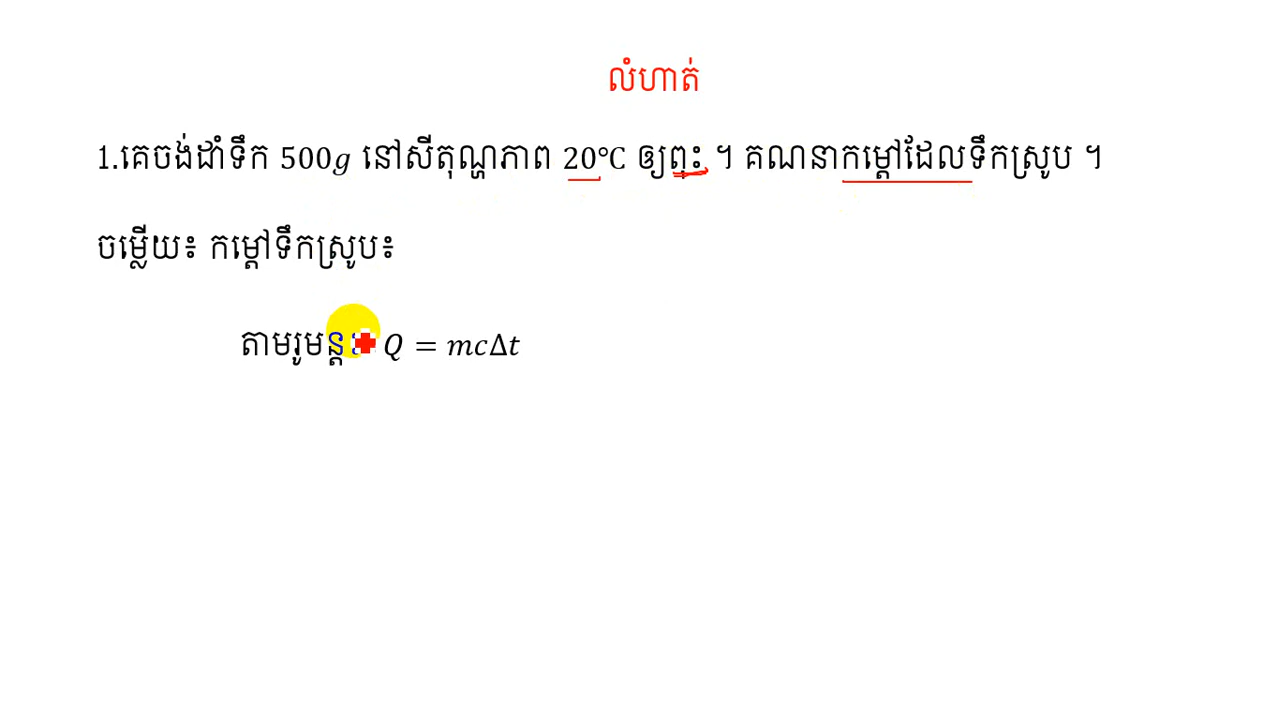 លំហាត់
1.គេចង់ដាំទឹក 500g នៅសីតុណ្ហភាព 20°C ឲ្យពុះ ។ គណនាកម្ដៅដែលទឹកស្រូប ។
ចម្លើយ៖ កម្ដៅទឹកស្រូប៖
តាមរូមន្ត៖ Q = mcΔt